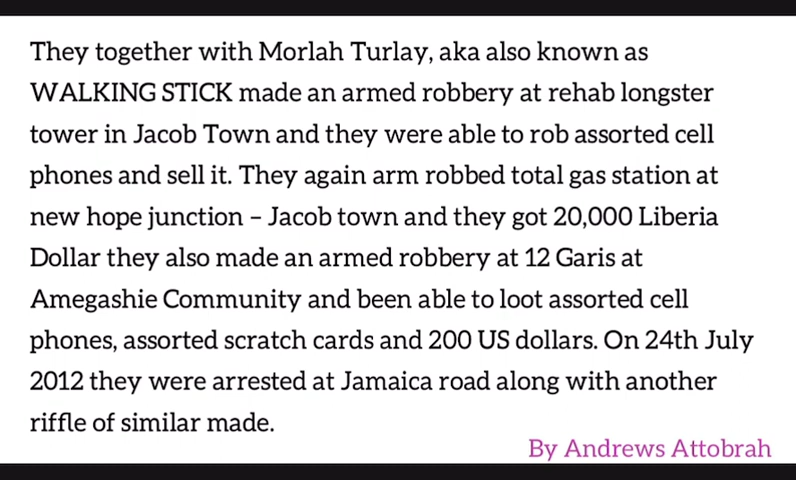 They together with Morlah Turlay, aka also known as
WALKING STICK made an armed robbery at rehab longster
tower in Jacob Town and they were able to rob assorted cell
phones and sell it. They again arm robbed total gas station at
new hope junction – Jacob town and they got 20,000 Liberia
Dollar they also made an armed robbery at 12 Garis at
Amegashie Community and been able to loot assorted cell
phones, assorted scratch cards and 200 US dollars. On 24th July
2012 they were arrested at Jamaica road along with another
riffle of similar made.
By Andrews Attobrah